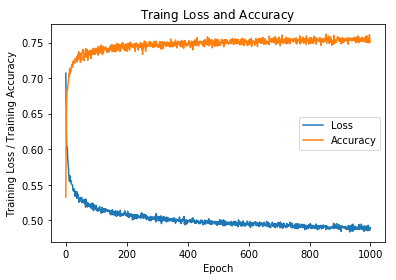 Traing Loss and Accuracy
Training Loss / Training Accuracy
0.75
0.70
0.65
0.60
0.55
0.50
Loss
Accuracy
0
200
400
600
800
1000
Epoch